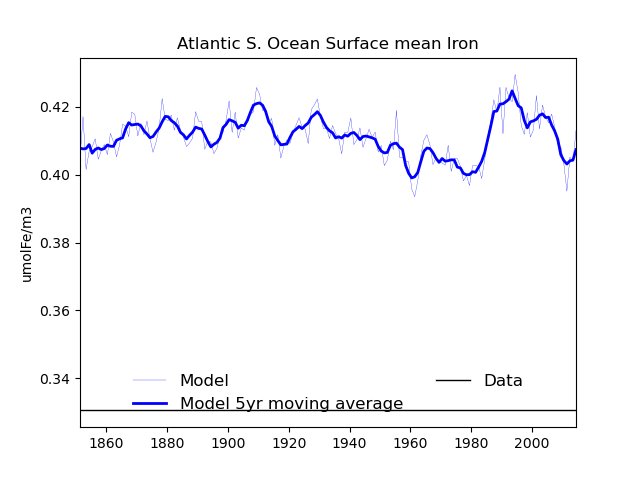 Atlantic S. Ocean Surface mean Iron
umolFe/m3
0.42
0.40
0.38
0.36
0.34
Model
Model 5yr moving average
Data
1860 1880 1900 1920 1940 1960 1980 2000